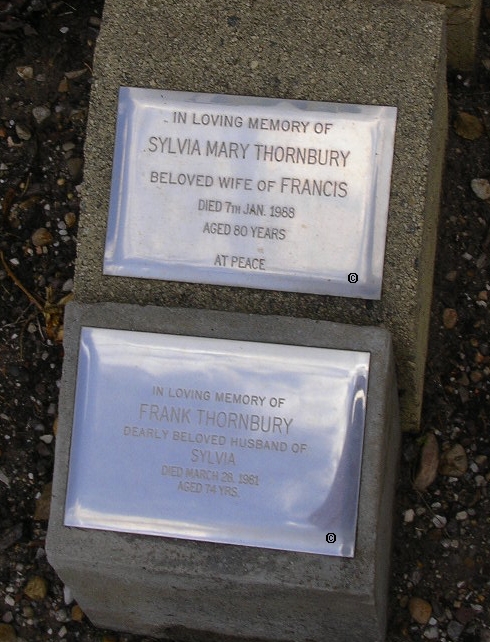 IN LOVING MEMORY OF
SYLVIA MARY THORNBURY
BELOVED WIFE OF FRANCIS
DIED 7TH JAN. 1988
AGED 80 YEARS
AT PEACE
©
IN LOVING MEMORY OF
FRANK THORNBURY
DEARLY BELOVED HUSBAND OF
SYLVIA
DIED MARCH 28, 1981
AGED 74 YRS.
©